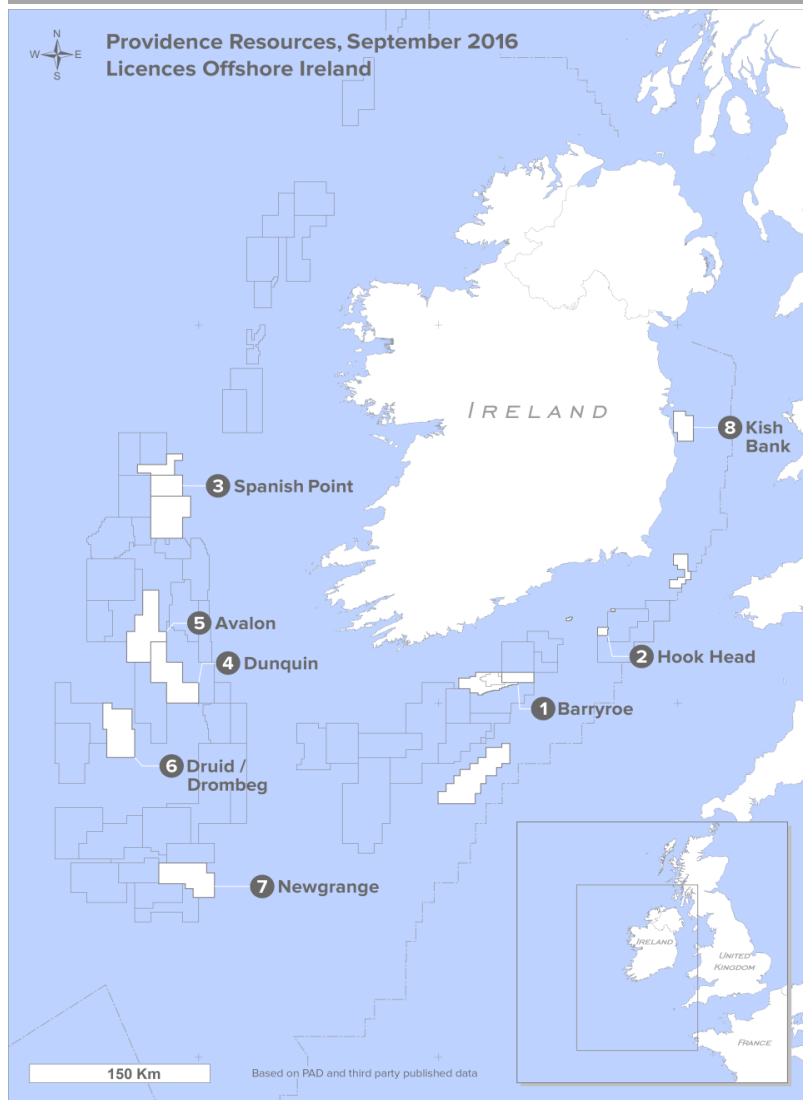 N
W E
S
Providence Resources, September 2016
Licences Offshore Ireland
IRELAND
8 Kish
Bank
3 Spanish Point
5 Avalon
4 Dunquin
2 Hook Head
1 Barryroe
6 Druid /
Drombeg
7 Newgrange
IRELAND
UNITED
KINGDOM
FRANCE
150 Km
Based on PAD and third party published data